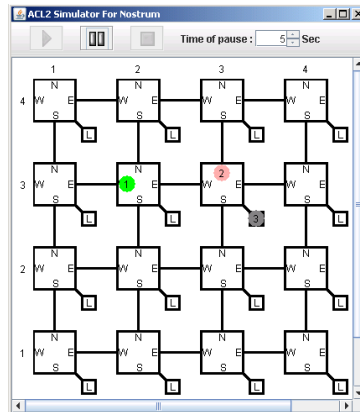 ACL2 Simulator For Nostrum
Time of pause : 5 Sec
1 2 3 4
N N N N
4 W E W E W E W E
S S S S
L L L L
N N 2 N
3 W E 1 E W E W E
S S S S
L L 3 L
N N N N
2 W E W E W E W E
S S S S
L L L L
N N N N
1 W E W E W E W E
S S S S
L L L L